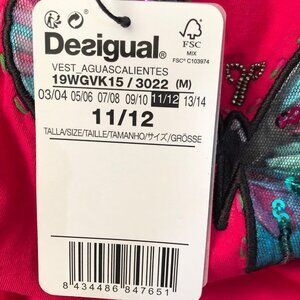 Desigual®
FSC
MIX
FSC® C103974
VEST_AGUASCALIENTES
19WGVK15 / 3022 (M)
03/04 05/06 07/08 09/10 11/12 13/14
11/12
TALLA/SIZE/TAILLE/TAMANHO/サイズ/GRÖSSE
8 434486 847651